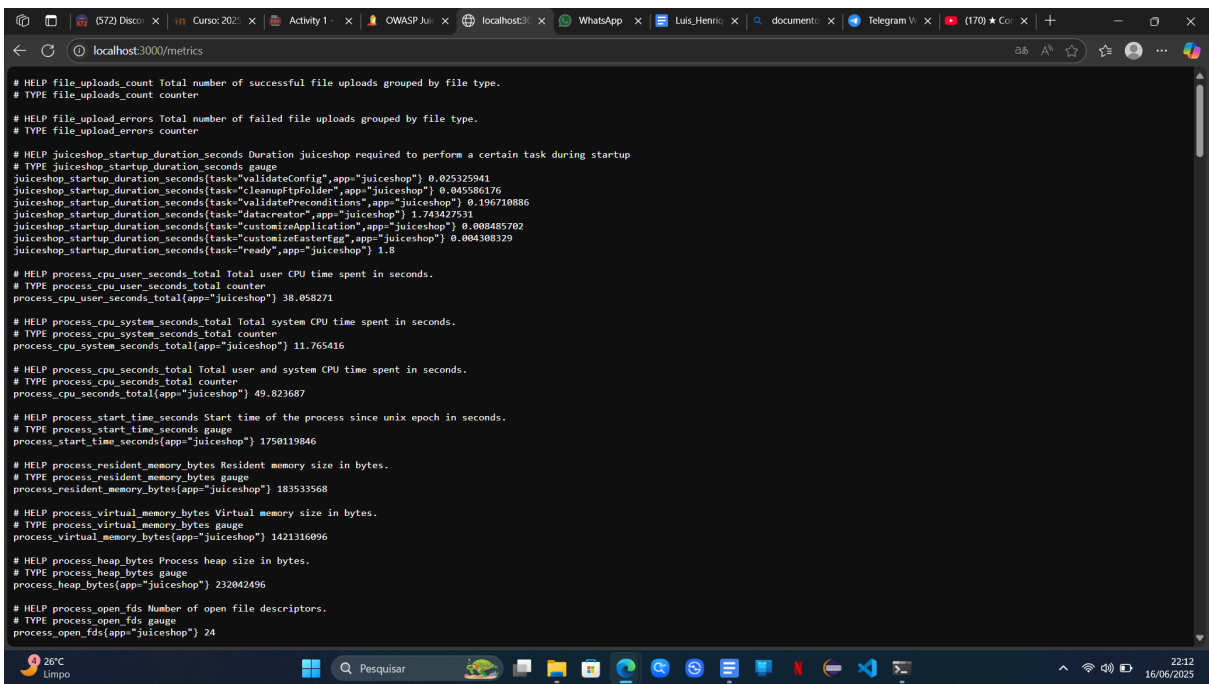 (572) Discor
Curso: 2025
Activity 1 -
OWASP Juic
localhost:30
WhatsApp
Luis_Henriq
documento
Telegram W
(170) ★ Cor
localhost:3000/metrics
# HELP file_uploads_count Total number of successful file uploads grouped by file type.
# TYPE file_uploads_count counter
# HELP file_upload_errors Total number of failed file uploads grouped by file type.
# TYPE file_upload_errors counter
# HELP juiceshop_startup_duration_seconds Duration juiceshop required to perform a certain task during startup
# TYPE juiceshop_startup_duration_seconds gauge
juiceshop_startup_duration_seconds{task="validateConfig",app="juiceshop"} 0.025325941
juiceshop_startup_duration_seconds{task="cleanupFtpFolder",app="juiceshop"} 0.045586176
juiceshop_startup_duration_seconds{task="validatePreconditions",app="juiceshop"} 0.196710886
juiceshop_startup_duration_seconds{task="datacreator",app="juiceshop"} 1.743427531
juiceshop_startup_duration_seconds{task="customizeApplication",app="juiceshop"} 0.008485702
juiceshop_startup_duration_seconds{task="customizeEasterEgg",app="juiceshop"} 0.004308329
juiceshop_startup_duration_seconds{task="ready",app="juiceshop"} 1.8
# HELP process_cpu_user_seconds_total Total user CPU time spent in seconds.
# TYPE process_cpu_user_seconds_total counter
process_cpu_user_seconds_total{app="juiceshop"} 38.058271
# HELP process_cpu_system_seconds_total Total system CPU time spent in seconds.
# TYPE process_cpu_system_seconds_total counter
process_cpu_system_seconds_total{app="juiceshop"} 11.765416
# HELP process_cpu_seconds_total Total user and system CPU time spent in seconds.
# TYPE process_cpu_seconds_total counter
process_cpu_seconds_total{app="juiceshop"} 49.823687
# HELP process_start_time_seconds Start time of the process since unix epoch in seconds.
# TYPE process_start_time_seconds gauge
process_start_time_seconds{app="juiceshop"} 1750119846
# HELP process_resident_memory_bytes Resident memory size in bytes.
# TYPE process_resident_memory_bytes gauge
process_resident_memory_bytes{app="juiceshop"} 183533568
# HELP process_virtual_memory_bytes Virtual memory size in bytes.
# TYPE process_virtual_memory_bytes gauge
process_virtual_memory_bytes{app="juiceshop"} 1421316096
# HELP process_heap_bytes Process heap size in bytes.
# TYPE process_heap_bytes gauge
process_heap_bytes{app="juiceshop"} 232042496
# HELP process_open_fds Number of open file descriptors.
# TYPE process_open_fds gauge
process_open_fds{app="juiceshop"} 24
4
26°C
Limpo
Pesquisar
22:12
16/06/2025